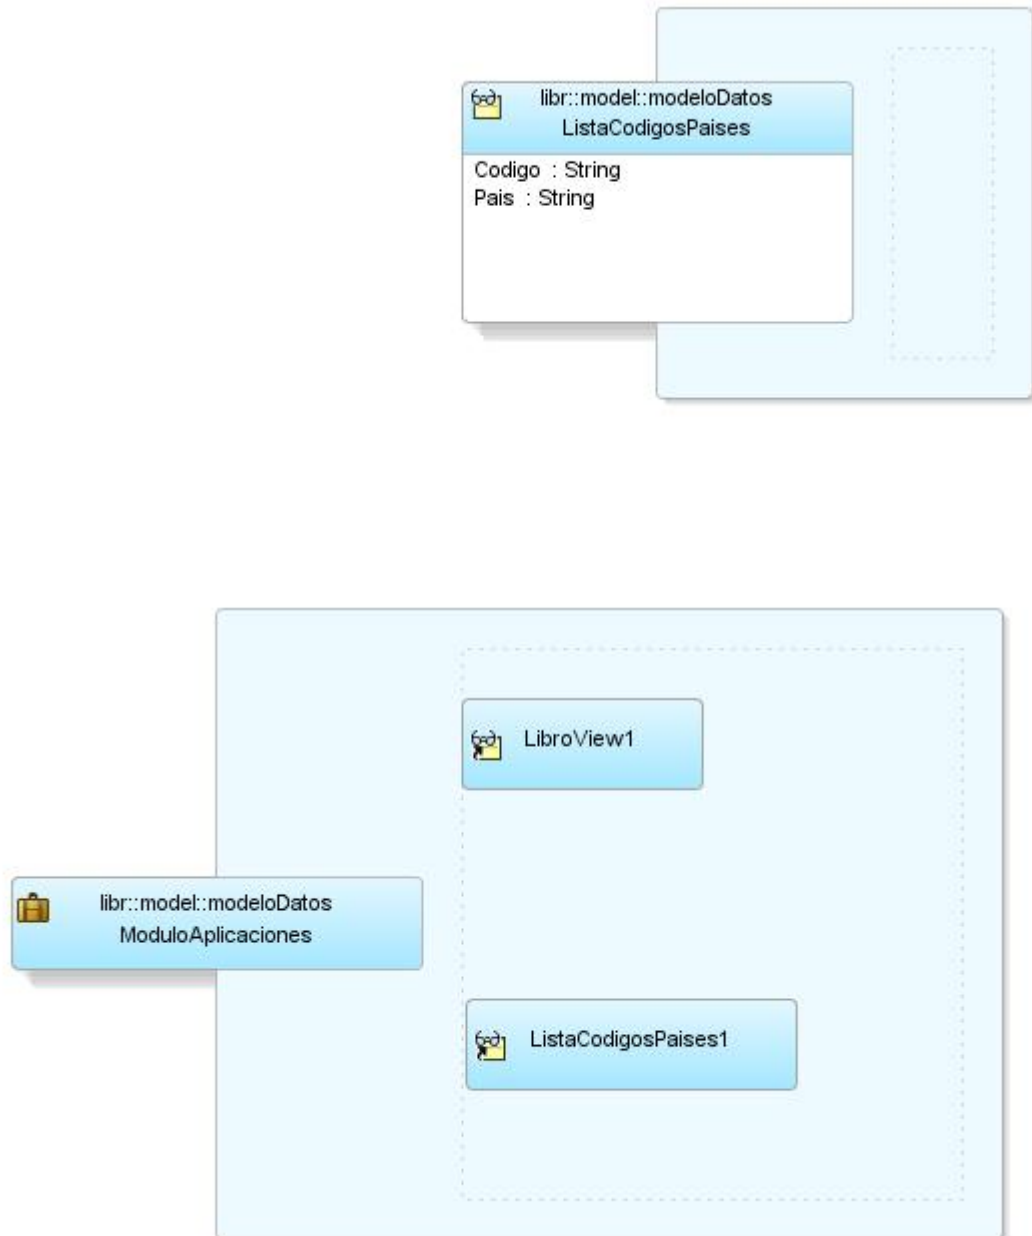 libr::model::modeloDatos
ListaCodigosPaises
Codigo : String
Pais : String
LibroView1
libr::model::modeloDatos
ModuloAplicaciones
ListaCodigosPaises1